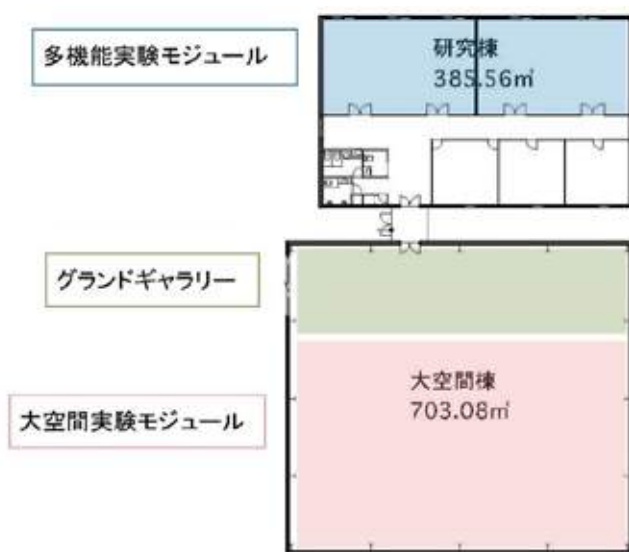 多機能実験モジュール
研究棟
385.56㎡
グランドギャラリー
大空間棟
703.08㎡
大空間実験モジュール